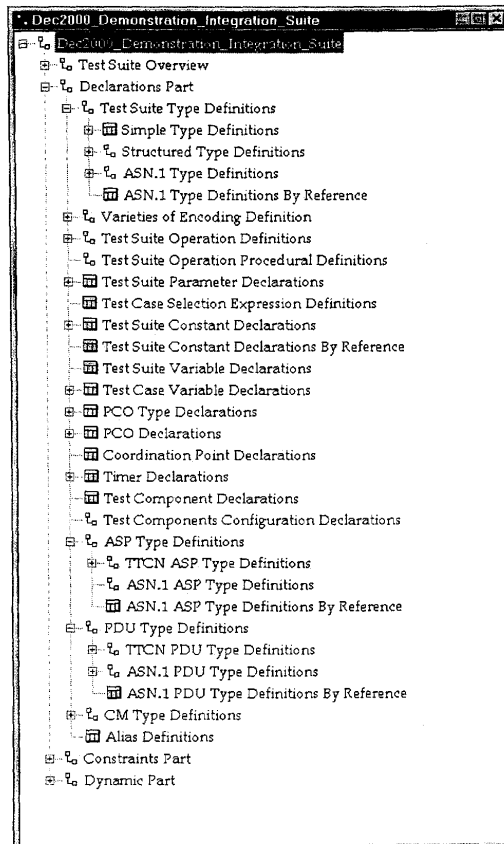 Dec2000_Demonstration_Integration_Suite
Dec2000_Demonstration_Integration_Suite
Test Suite Overview
Declarations Part
Test Suite Type Definitions
Simple Type Definitions
Structured Type Definitions
ASN.1 Type Definitions
ASN.1 Type Definitions By Reference
Varieties of Encoding Definition
Test Suite Operation Definitions
Test Suite Operation Procedural Definitions
Test Suite Parameter Declarations
Test Case Selection Expression Definitions
Test Suite Constant Declarations
Test Suite Constant Declarations By Reference
Test Suite Variable Declarations
Test Case Variable Declarations
PCO Type Declarations
PCO Declarations
Coordination Point Declarations
Timer Declarations
Test Component Declarations
Test Components Configuration Declarations
ASP Type Definitions
TTCN ASP Type Definitions
ASN.1 ASP Type Definitions
ASN.1 ASP Type Definitions By Reference
PDU Type Definitions
TTCN PDU Type Definitions
ASN.1 PDU Type Definitions
ASN.1 PDU Type Definitions By Reference
CM Type Definitions
Alias Definitions
Constraints Part
Dynamic Part